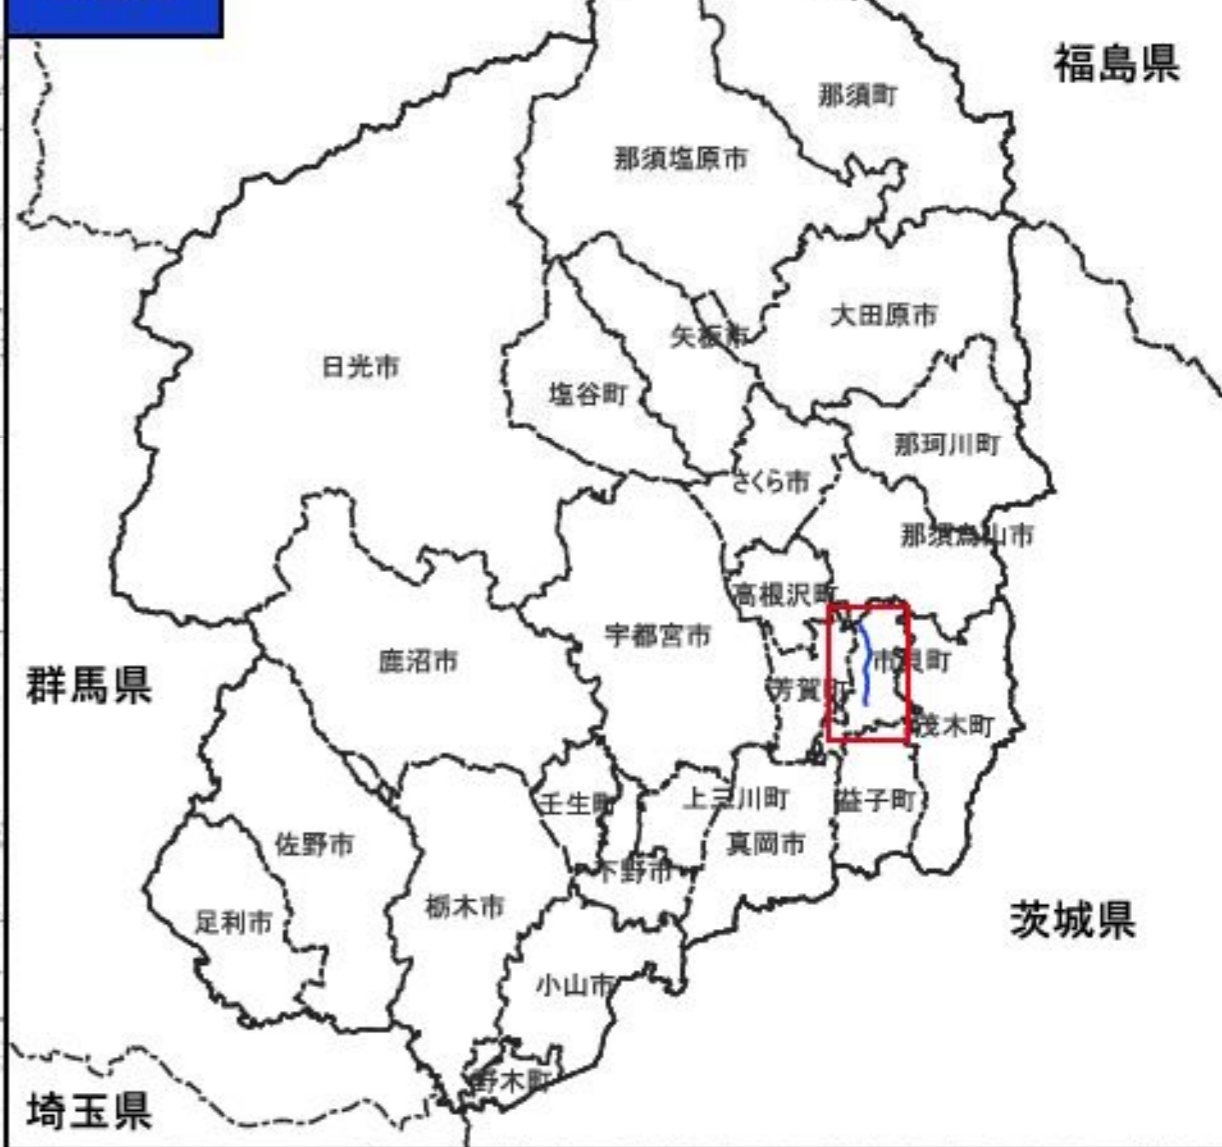 福島県
那須町
那須塩原市
大田原市
矢板市
日光市
塩谷町
那珂川町
さくら市
那須烏山市
高根沢町
宇都宮市
鹿沼市
市貝町
群馬県
芳賀町
茂木町
壬生町
上三川町
益子町
佐野市
真岡市
下野市
栃木市
足利市
茨城県
小山市
野木町
埼玉県